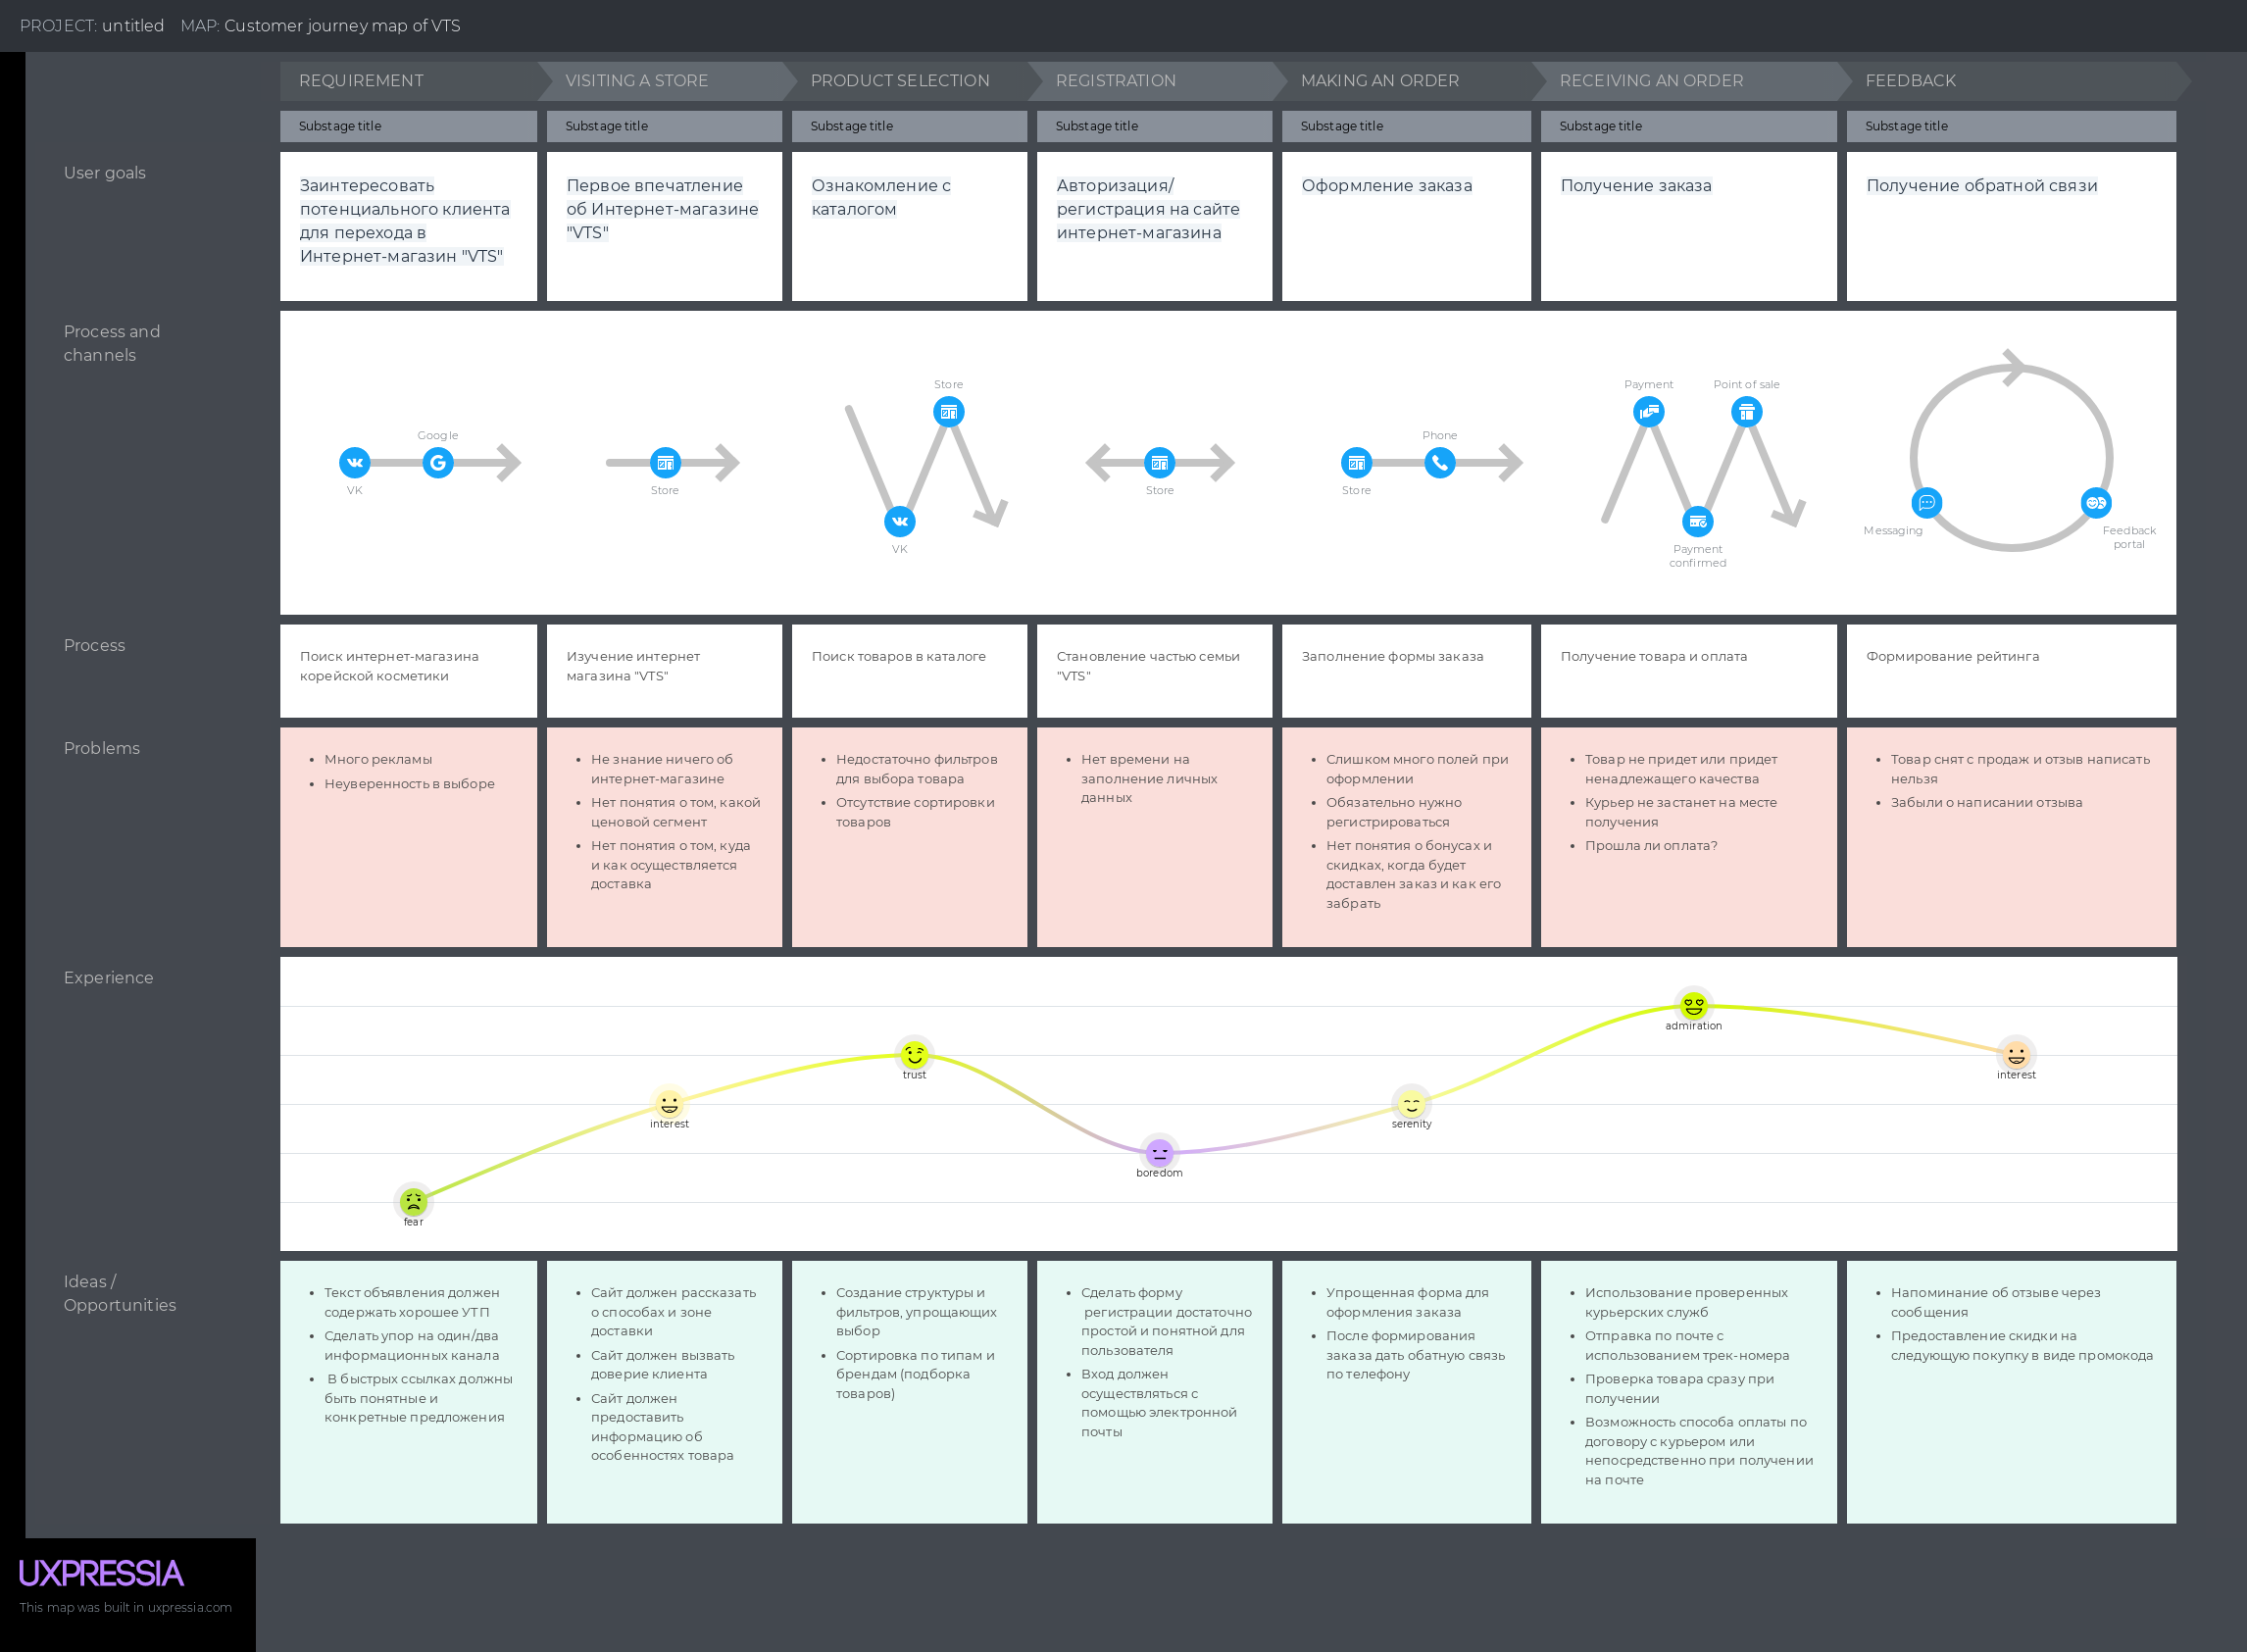 PROJECT: untitled MAP: Customer journey map of VTS
REQUIREMENT
VISITING A STORE
PRODUCT SELECTION
REGISTRATION
MAKING AN ORDER
RECEIVING AN ORDER
FEEDBACK
Substage title
Substage title
Substage title
Substage title
Substage title
Substage title
Substage title
User goals
Заинтересовать
потенциального клиента
для перехода в
Интернет-магазин "VTS"
Первое впечатление
об Интернет-магазине
"VTS"
Ознакомление с
каталогом
Авторизация/
регистрация на сайте
интернет-магазина
Оформление заказа
Получение заказа
Получение обратной связи
Process and
channels
VK
Google
Store
VK
Store
Store
Store
Phone
Payment
Payment
confirmed
Point of sale
Messaging
Feedback
portal
Process
Поиск интернет-магазина
корейской косметики
Изучение интернет
магазина "VTS"
Поиск товаров в каталоге
Становление частью семьи
"VTS"
Заполнение формы заказа
Получение товара и оплата
Формирование рейтинга
Problems
• Много рекламы
• Неуверенность в выборе
• Не знание ничего об
интернет-магазине
• Нет понятия о том, какой
ценовой сегмент
• Нет понятия о том, куда
и как осуществляется
доставка
• Недостаточно фильтров
для выбора товара
• Отсутствие сортировки
товаров
• Нет времени на
заполнение личных
данных
• Слишком много полей при
оформлении
• Обязательно нужно
регистрироваться
• Нет понятия о бонусах и
скидках, когда будет
доставлен заказ и как его
забрать
• Товар не придет или придет
ненадлежащего качества
• Курьер не застанет на месте
получения
• Прошла ли оплата?
• Товар снят с продаж и отзыв написать
нельзя
• Забыли о написании отзыва
Experience
fear
interest
trust
boredom
serenity
admiration
interest
Ideas /
Opportunities
• Текст объявления должен
содержать хорошее УТП
• Сделать упор на один/два
информационных канала
• В быстрых ссылках должны
быть понятные и
конкретные предложения
• Сайт должен рассказать
о способах и зоне
доставки
• Сайт должен вызвать
доверие клиента
• Сайт должен
предоставить
информацию об
особенностях товара
• Создание структуры и
фильтров, упрощающих
выбор
• Сортировка по типам и
брендам (подборка
товаров)
• Сделать форму
регистрации достаточно
простой и понятной для
пользователя
• Вход должен
осуществляться с
помощью электронной
почты
• Упрощенная форма для
оформления заказа
• После формирования
заказа дать обатную связь
по телефону
• Использование проверенных
курьерских служб
• Отправка по почте с
использованием трек-номера
• Проверка товара сразу при
получении
• Возможность способа оплаты по
договору с курьером или
непосредственно при получении
на почте
• Напоминание об отзыве через
сообщения
• Предоставление скидки на
следующую покупку в виде промокода
UXPRESSIA
This map was built in uxpressia.com